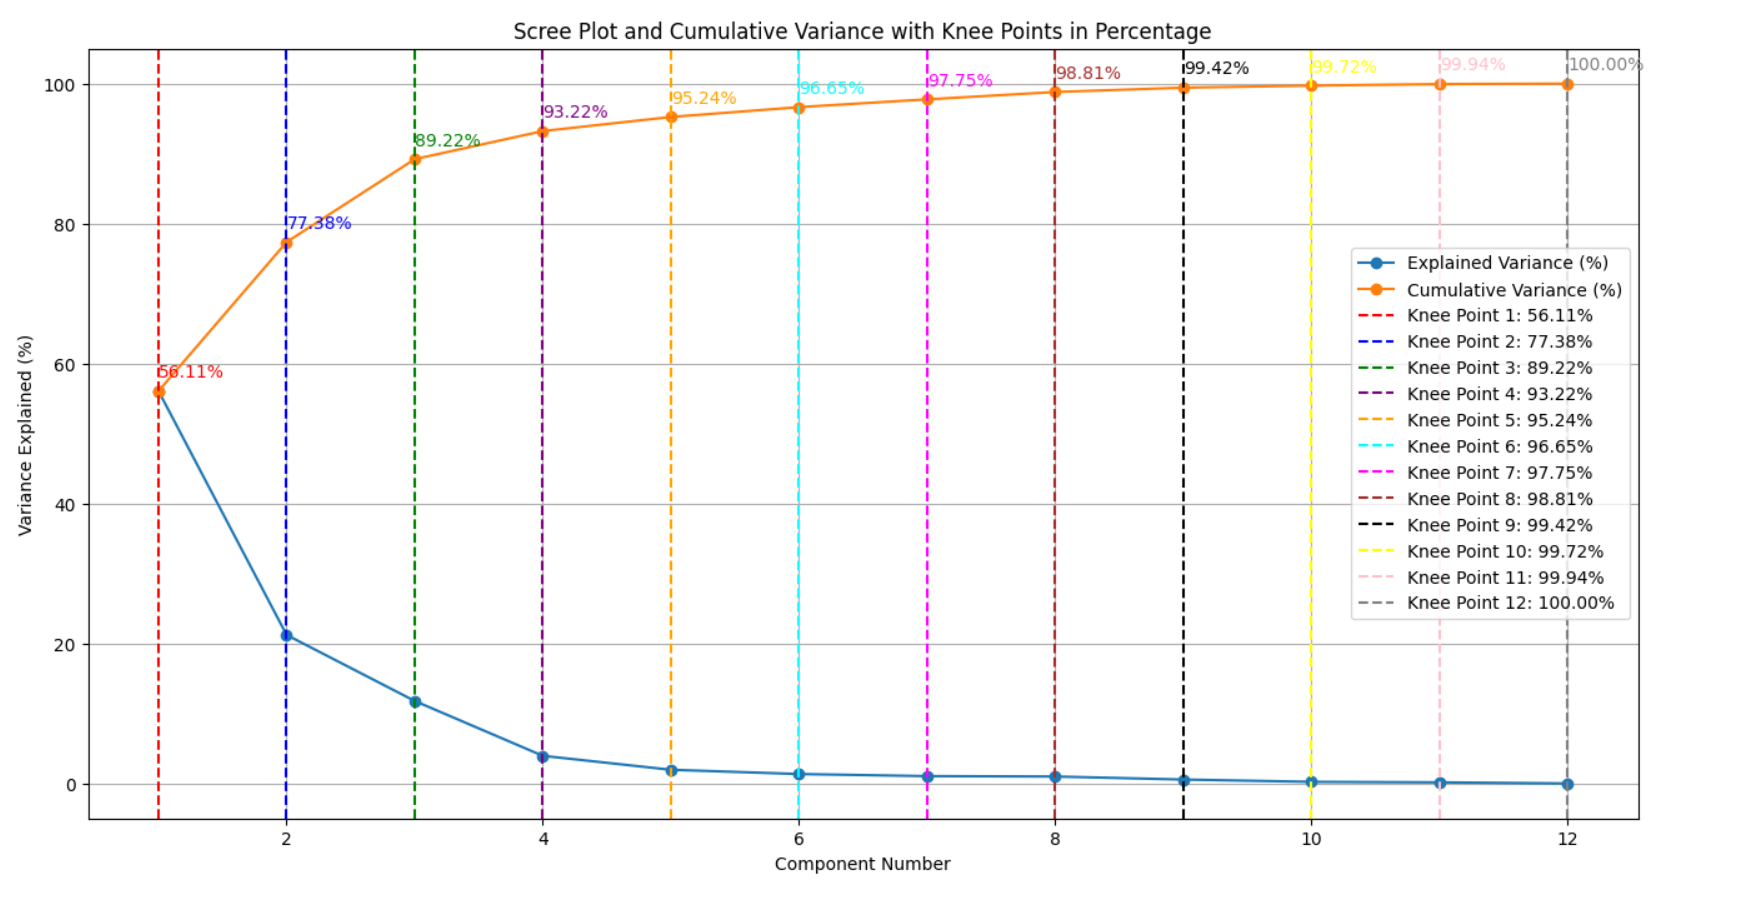 Scree Plot and Cumulative Variance with Knee Points in Percentage
Variance Explained (%)
100
80
60
40
20
0
56.11%
77.38%
89.22%
93.22%
95.24%
96.65%
97.75%
98.81%
99.42%
99.72%
99.94%
100.00%
Explained Variance (%)
Cumulative Variance (%)
Knee Point 1: 56.11%
Knee Point 2: 77.38%
Knee Point 3: 89.22%
Knee Point 4: 93.22%
Knee Point 5: 95.24%
Knee Point 6: 96.65%
Knee Point 7: 97.75%
Knee Point 8: 98.81%
Knee Point 9: 99.42%
Knee Point 10: 99.72%
Knee Point 11: 99.94%
Knee Point 12: 100.00%
2 4 6 8 10 12
Component Number